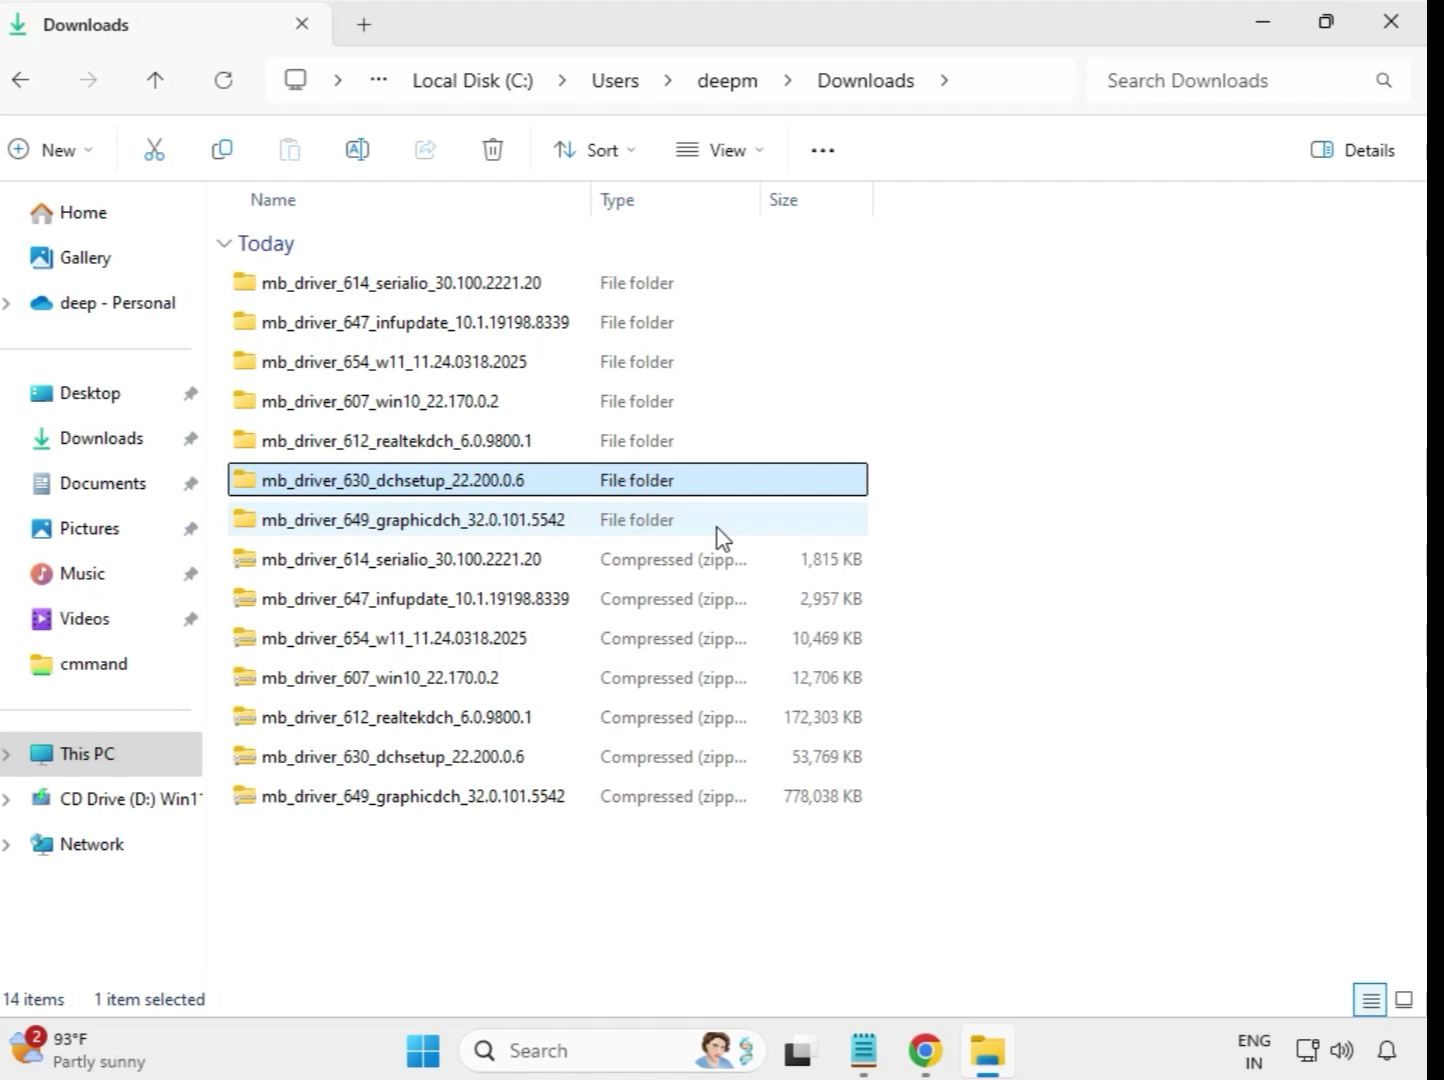 Downloads
Local Disk (C:) > Users > deepm > Downloads >
Search Downloads
New
Sort
View
Details
Name Type Size
Home
Gallery
deep - Personal
Desktop
Downloads
Documents
Pictures
Music
Videos
cmmand
This PC
CD Drive (D:) Win1
Network
Today
mb_driver_614_serialio_30.100.2221.20 File folder
mb_driver_647_infupdate_10.1.19198.8339 File folder
mb_driver_654_w11_11.24.0318.2025 File folder
mb_driver_607_win10_22.170.0.2 File folder
mb_driver_612_realtekdch_6.0.9800.1 File folder
mb_driver_630_dchsetup_22.200.0.6 File folder
mb_driver_649_graphicdch_32.0.101.5542 File folder
mb_driver_614_serialio_30.100.2221.20 Compressed (zipp... 1,815 KB
mb_driver_647_infupdate_10.1.19198.8339 Compressed (zipp... 2,957 KB
mb_driver_654_w11_11.24.0318.2025 Compressed (zipp... 10,469 KB
mb_driver_607_win10_22.170.0.2 Compressed (zipp... 12,706 KB
mb_driver_612_realtekdch_6.0.9800.1 Compressed (zipp... 172,303 KB
mb_driver_630_dchsetup_22.200.0.6 Compressed (zipp... 53,769 KB
mb_driver_649_graphicdch_32.0.101.5542 Compressed (zipp... 778,038 KB
14 items 1 item selected
2
93°F
Partly sunny
Search
ENG
IN